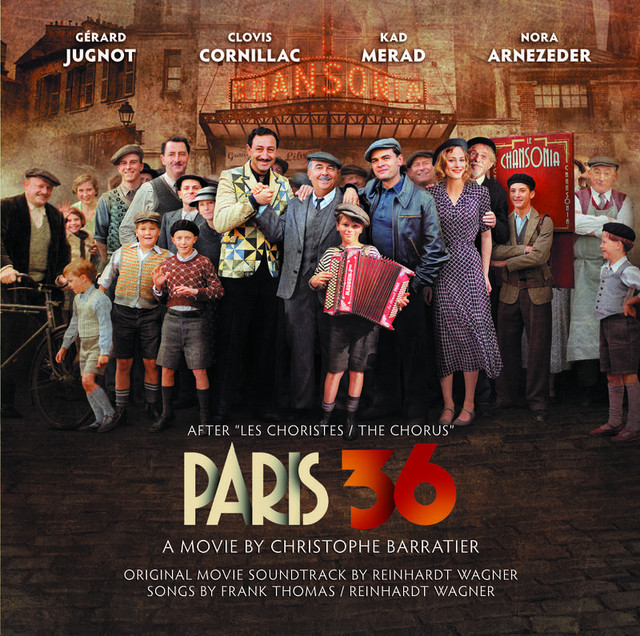 GÉRARD
JUGNOT
CLOVIS
CORNILLAC
KAD
MERAD
NORA
ARNEZEDER
CHANSONIA
LE
CHANSONIA
AFTER "LES CHORISTES / THE CHORUS"
PARIS 36
A MOVIE BY CHRISTOPHE BARRATIER
ORIGINAL MOVIE SOUNDTRACK BY REINHARDT WAGNER
SONGS BY FRANK THOMAS / REINHARDT WAGNER